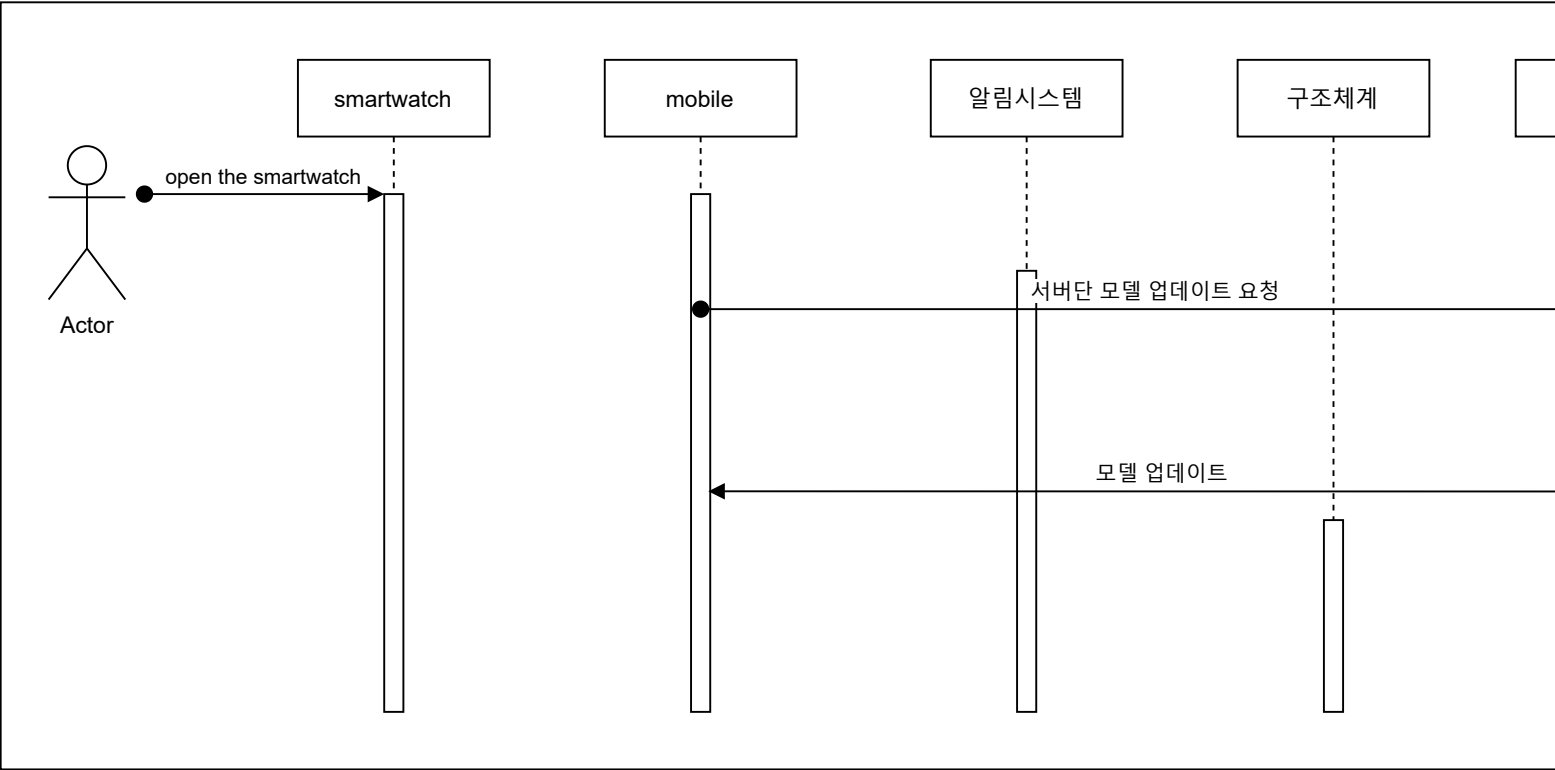 smartwatch
mobile
알림시스템
구조체계
open the smartwatch
서버단 모델 업데이트 요청
Actor
모델 업데이트